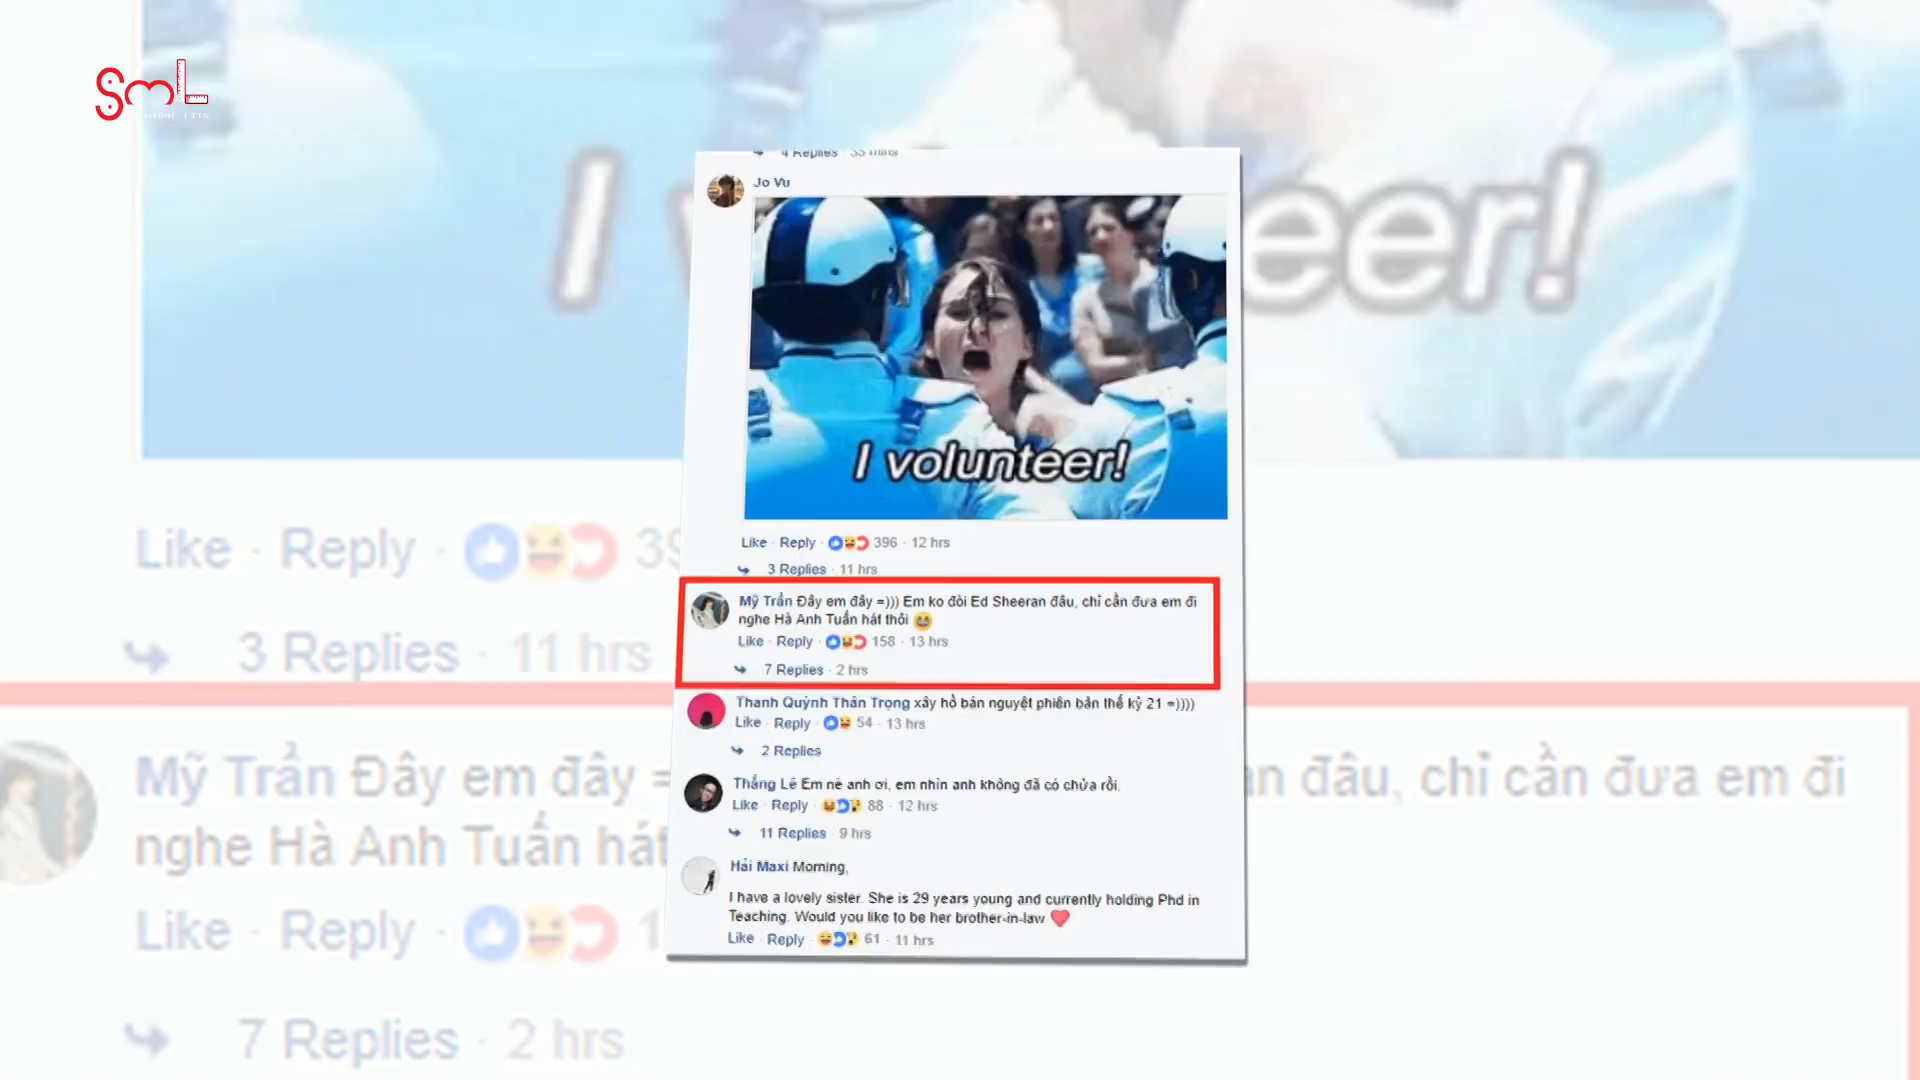 SmL
4 Replies · 35 mins
Jo Vu
I volunteer!
Like · Reply · 396 · 12 hrs
3 Replies · 11 hrs
Mỹ Trần Đây em đây =))) Em ko đòi Ed Sheeran đâu, chỉ cần đưa em đi
nghe Hà Anh Tuấn hát thôi
Like · Reply · 158 · 13 hrs
7 Replies · 2 hrs
Thanh Quỳnh Thân Trọng xây hồ bán nguyệt phiên bản thế kỷ 21 =))))
Like · Reply · 54 · 13 hrs
2 Replies
Thắng Lê Em nè anh ơi, em nhìn anh không đã có chửa rồi.
Like · Reply · 88 · 12 hrs
11 Replies · 9 hrs
Hải Maxi Morning,
I have a lovely sister. She is 29 years young and currently holding Phd in
Teaching. Would you like to be her brother-in-law
Like · Reply · 61 · 11 hrs
I eer!
Like · Reply 39
3 Replies · 11 hrs
Mỹ Trần Đây em đây = n đâu, chỉ cần đưa em đi
nghe Hà Anh Tuấn hát
Like · Reply 1
7 Replies · 2 hrs